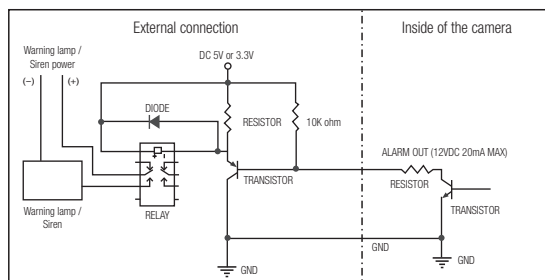 External connection
Inside of the camera
Warning lamp /
Siren power
(−)
(+)
DC 5V or 3.3V
DIODE
RESISTOR
10K ohm
ALARM OUT (12VDC 20mA MAX)
RESISTOR
TRANSISTOR
TRANSISTOR
Warning lamp /
Siren
RELAY
GND
GND
GND